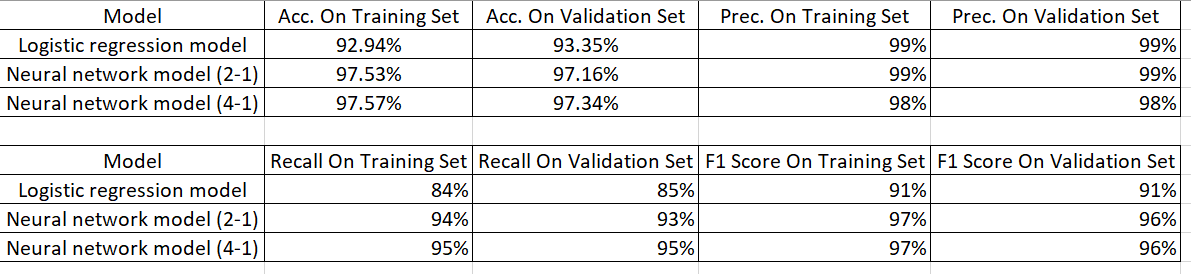 Model Acc. On Training Set Acc. On Validation Set Prec. On Training Set Prec. On Validation Set
Logistic regression model 92.94% 93.35% 99% 99%
Neural network model (2-1) 97.53% 97.16% 99% 99%
Neural network model (4-1) 97.57% 97.34% 98% 98%
Model Recall On Training Set Recall On Validation Set F1 Score On Training Set F1 Score On Validation Set
Logistic regression model 84% 85% 91% 91%
Neural network model (2-1) 94% 93% 97% 96%
Neural network model (4-1) 95% 95% 97% 96%